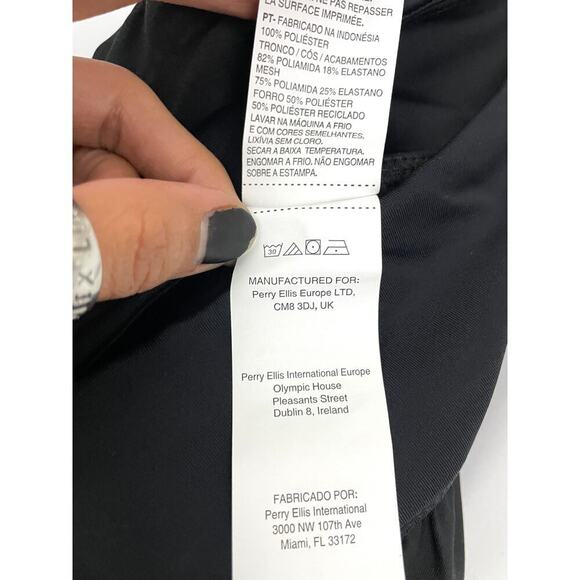 NE PAS REPASSER
LA SURFACE IMPRIMÉE.
PT- FABRICADO NA INDONÉSIA
100% POLIÉSTER
TRONCO / CÓS / ACABAMENTOS
82% POLIAMIDA 18% ELASTANO
MESH
75% POLIAMIDA 25% ELASTANO
FORRO 50% POLIÉSTER
50% POLIÉSTER RECICLADO
LAVAR NA MÁQUINA A FRIO
E COM CORES SEMELHANTES.
LIXÍVIA SEM CLORO.
SECAR A BAIXA TEMPERATURA.
ENGOMAR A FRIO. NÃO ENGOMAR
SOBRE A ESTAMPA.
30
MANUFACTURED FOR:
Perry Ellis Europe LTD,
CM8 3DJ, UK
Perry Ellis International Europe
Olympic House
Pleasants Street
Dublin 8, Ireland
FABRICADO POR:
Perry Ellis International
3000 NW 107th Ave
Miami, FL 33172